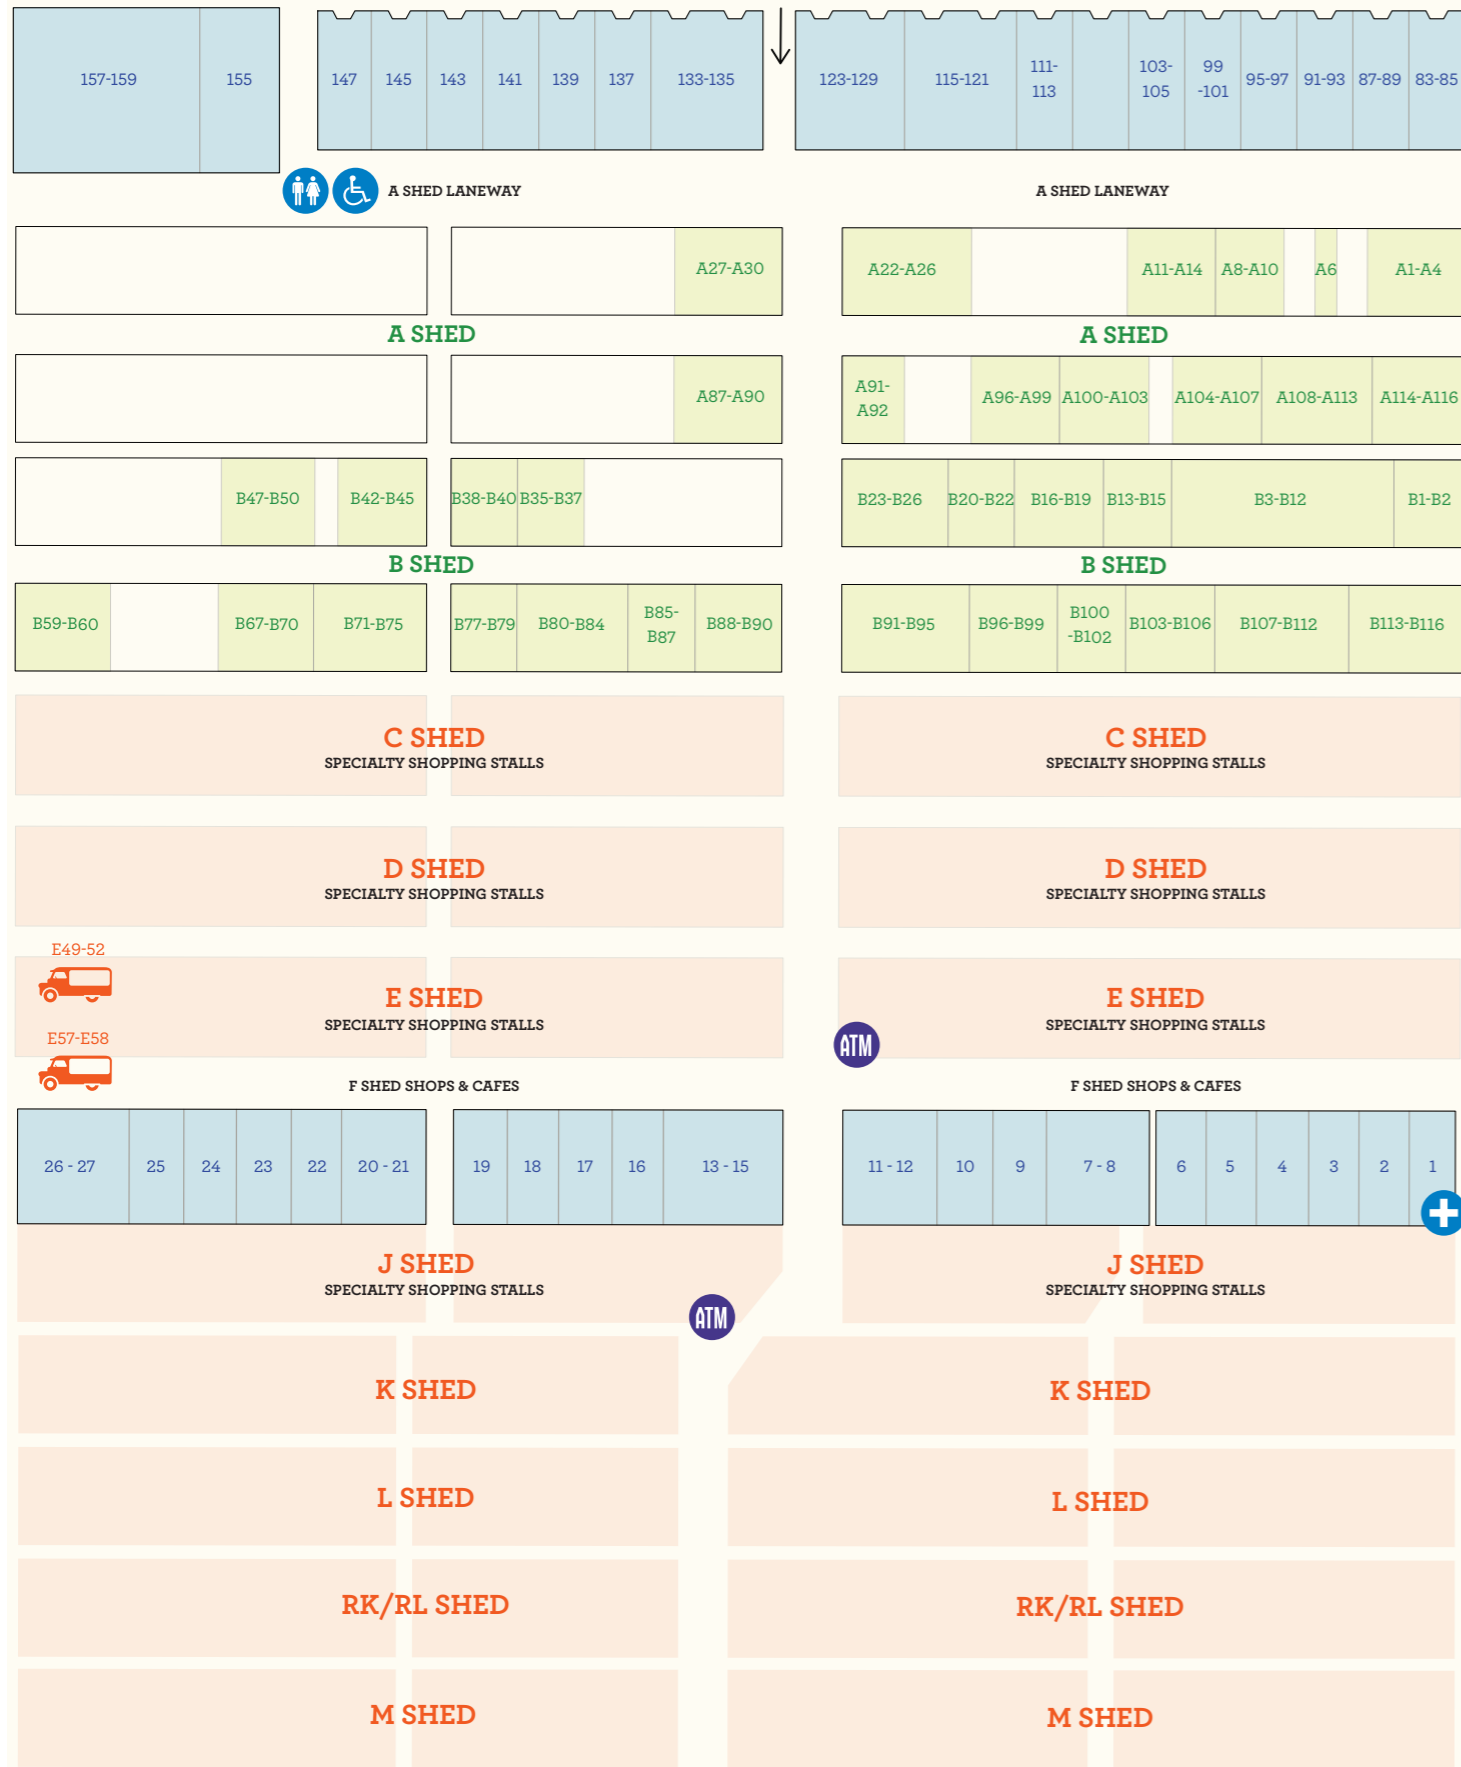 157-159
155
147
145
143
141
139
137
133-135
123-129
115-121
111-
113
103-
105
99
-101
95-97
91-93
87-89
83-85
A SHED LANEWAY
A SHED LANEWAY
A27-A30
A22-A26
A11-A14
A8-A10
A6
A1-A4
A SHED
A SHED
A87-A90
A91-
A92
A96-A99
A100-A103
A104-A107
A108-A113
A114-A116
B47-B50
B42-B45
B38-B40
B35-B37
B23-B26
B20-B22
B16-B19
B13-B15
B3-B12
B1-B2
B SHED
B SHED
B59-B60
B67-B70
B71-B75
B77-B79
B80-B84
B85-
B87
B88-B90
B91-B95
B96-B99
B100
-B102
B103-B106
B107-B112
B113-B116
C SHED
SPECIALTY SHOPPING STALLS
C SHED
SPECIALTY SHOPPING STALLS
D SHED
SPECIALTY SHOPPING STALLS
D SHED
SPECIALTY SHOPPING STALLS
E49-52
E SHED
SPECIALTY SHOPPING STALLS
E SHED
SPECIALTY SHOPPING STALLS
E57-E58
ATM
F SHED SHOPS & CAFES
F SHED SHOPS & CAFES
26 - 27
25
24
23
22
20 - 21
19
18
17
16
13 - 15
11 - 12
10
9
7 - 8
6
5
4
3
2
1
J SHED
SPECIALTY SHOPPING STALLS
J SHED
SPECIALTY SHOPPING STALLS
ATM
K SHED
K SHED
L SHED
L SHED
RK/RL SHED
RK/RL SHED
M SHED
M SHED